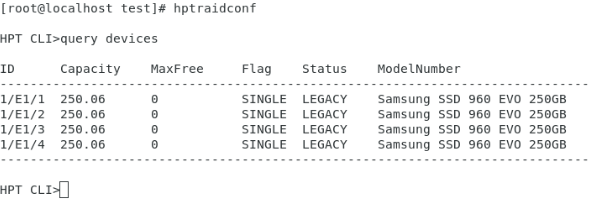 [root@localhost test]# hptraidconf
HPT CLI>query devices
ID Capacity MaxFree Flag Status ModelNumber
-------------------------------------------------------------------------------
1/E1/1 250.06 0 SINGLE LEGACY Samsung SSD 960 EVO 250GB
1/E1/2 250.06 0 SINGLE LEGACY Samsung SSD 960 EVO 250GB
1/E1/3 250.06 0 SINGLE LEGACY Samsung SSD 960 EVO 250GB
1/E1/4 250.06 0 SINGLE LEGACY Samsung SSD 960 EVO 250GB
-------------------------------------------------------------------------------
HPT CLI>